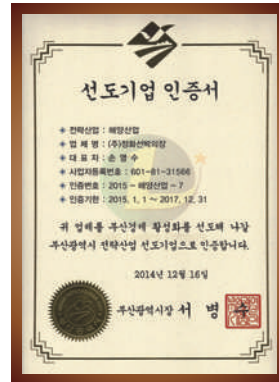 선도기업 인증서
※ 전략산업 : 해양산업
※ 업 체 명 : (주)정화선박의장
※ 대 표 자 : 손 영 수
※ 사업자등록번호 : 601-81-31566
※ 인증번호 : 2015 - 해양산업 - 7
※ 인증기한 : 2015. 1. 1 ~ 2017. 12. 31
귀 업체를 부산경제 활성화를 선도해 나갈
부산광역시 전략산업 선도기업으로 인증합니다.
2014년 12월 16일
부산광역시장 서 병 수